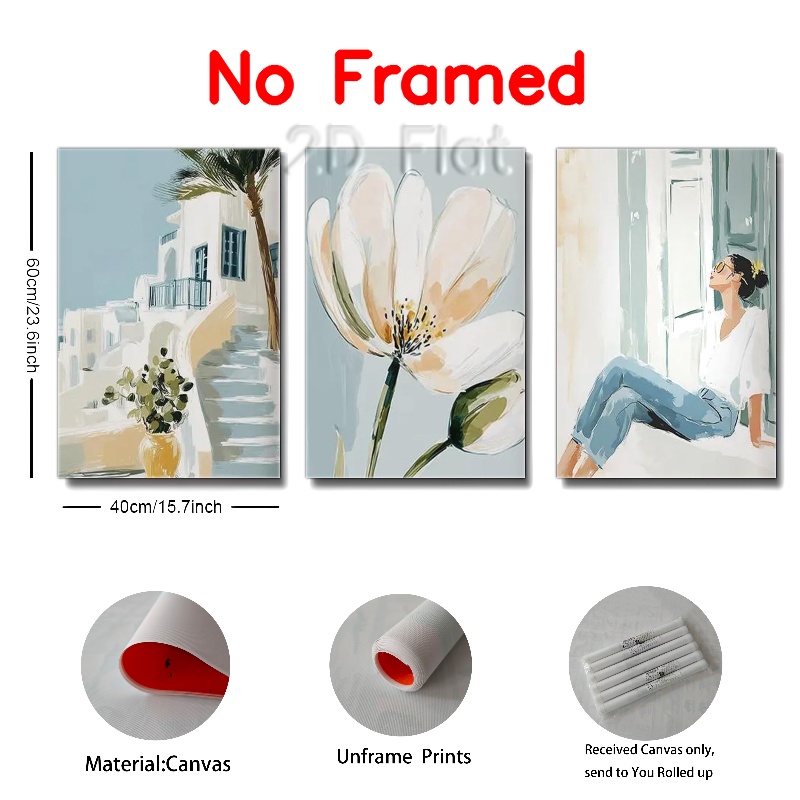 No Framed
2D Flat
60cm/23.6inch
40cm/15.7inch
Material:Canvas
Unframe Prints
Received Canvas only,
send to You Rolled up